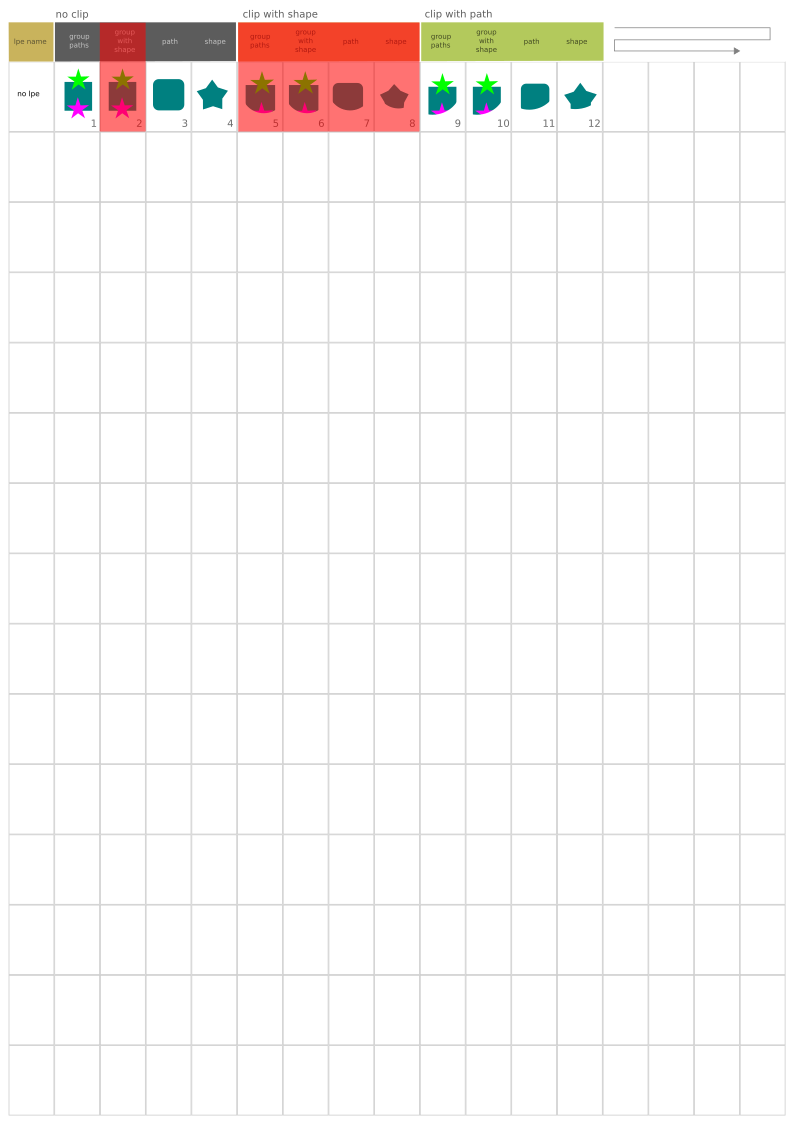 no clip
clip with shape
clip with path
lpe name
group
paths
group
with
shape
path
shape
group
paths
group
with
shape
path
shape
group
paths
group
with
shape
path
shape
no lpe
1
2
3
4
5
6
7
8
9
10
11
12